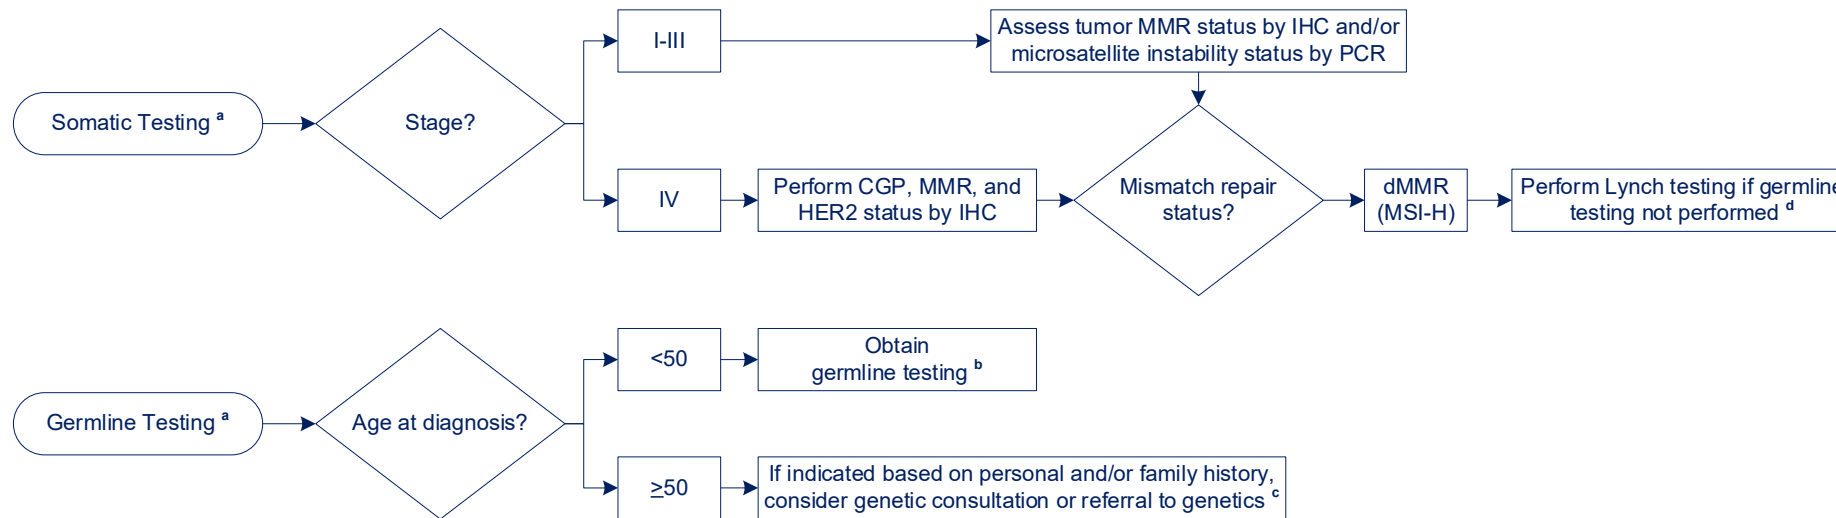 Somatic Testing a
Stage?
I-III
Assess tumor MMR status by IHC and/or
microsatellite instability status by PCR
IV
Perform CGP, MMR, and
HER2 status by IHC
Mismatch repair
status?
dMMR
(MSI-H)
Perform Lynch testing if germline
testing not performed d
Germline Testing a
Age at diagnosis?
<50
Obtain
germline testing b
≥50
If indicated based on personal and/or family history,
consider genetic consultation or referral to genetics c